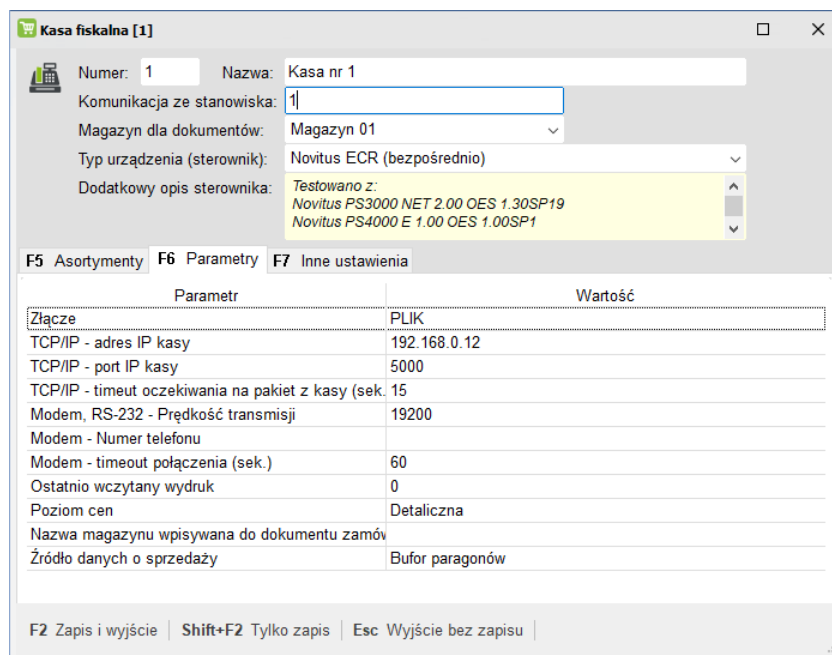 Kasa fiskalna [1]
Numer: 1 Nazwa: Kasa nr 1
Komunikacja ze stanowiska: 1
Magazyn dla dokumentów: Magazyn 01
Typ urządzenia (sterownik): Novitus ECR (bezpośrednio)
Dodatkowy opis sterownika: Testowano z:
Novitus PS3000 NET 2.00 OES 1.30SP19
Novitus PS4000 E 1.00 OES 1.00SP1
F5 Asortymenty F6 Parametry F7 Inne ustawienia
Parametr Wartość
Złącze PLIK
TCP/IP - adres IP kasy 192.168.0.12
TCP/IP - port IP kasy 5000
TCP/IP - timeut oczekiwania na pakiet z kasy (sek. 15
Modem, RS-232 - Prędkość transmisji 19200
Modem - Numer telefonu
Modem - timeout połączenia (sek.) 60
Ostatnio wczytany wydruk 0
Poziom cen Detaliczna
Nazwa magazynu wpisywana do dokumentu zamów
Źródło danych o sprzedaży Bufor paragonów
F2 Zapis i wyjście Shift+F2 Tylko zapis Esc Wyjście bez zapisu